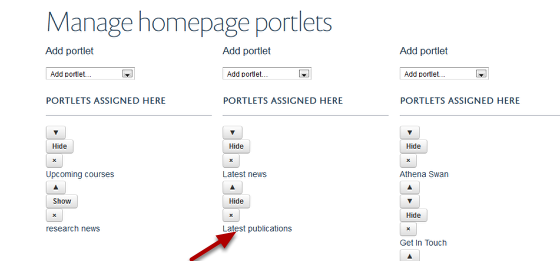 Manage homepage portlets
Add portlet
Add portlet...
PORTLETS ASSIGNED HERE
▼
Hide
×
Upcoming courses
▲
Show
×
research news
Add portlet
Add portlet...
PORTLETS ASSIGNED HERE
▼
Hide
×
Latest news
▲
Hide
×
Latest publications
Add portlet
Add portlet...
PORTLETS ASSIGNED HERE
▼
Hide
×
Athena Swan
▲
▼
Hide
×
Get In Touch
▲